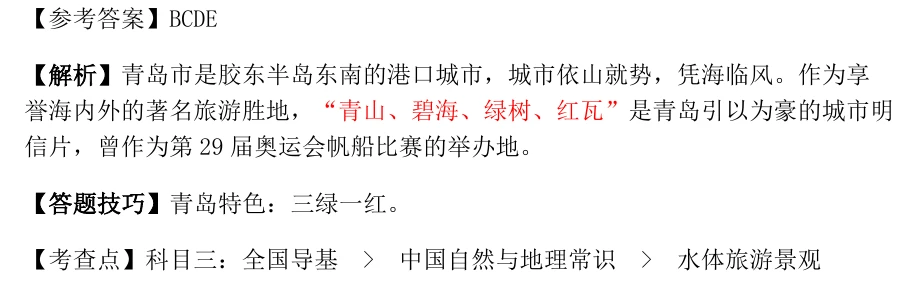 【参考答案】BCDE
【解析】青岛市是胶东半岛东南的港口城市，城市依山就势，凭海临风。作为享
誉海内外的著名旅游胜地，“青山、碧海、绿树、红瓦”是青岛引以为豪的城市明
信片，曾作为第 29 届奥运会帆船比赛的举办地。
【答题技巧】青岛特色：三绿一红。
【考查点】科目三：全国导基 > 中国自然与地理常识 > 水体旅游景观